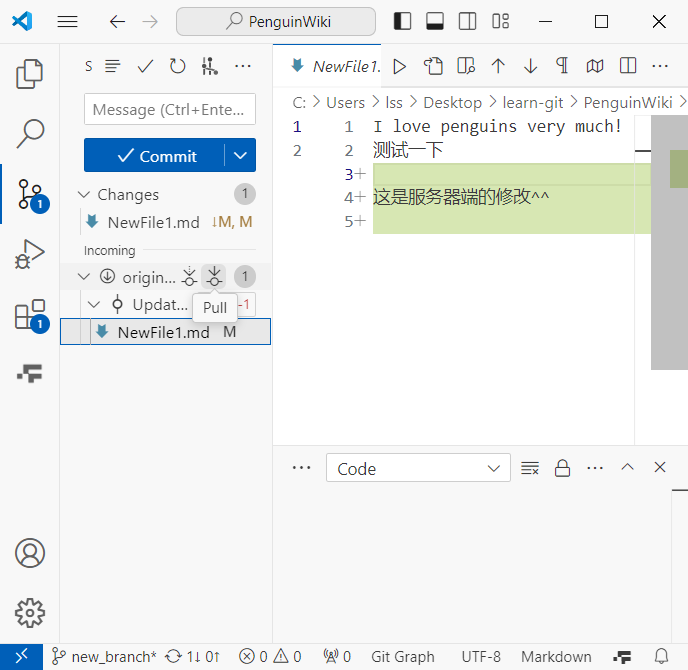 PenguinWiki
S
Message (Ctrl+Ente...
Commit
Changes 1
NewFile1.md ↓M, M
Incoming
origin... 1
Updat... -1
Pull
NewFile1.md M
1
1
NewFile1.
C: > Users > lss > Desktop > learn-git > PenguinWiki >
1 1 I love penguins very much!
2 2 测试一下
3+
4+ 这是服务器端的修改^^
5+
Code
new_branch* 1↓ 0↑ 0 0 0 Git Graph UTF-8 Markdown